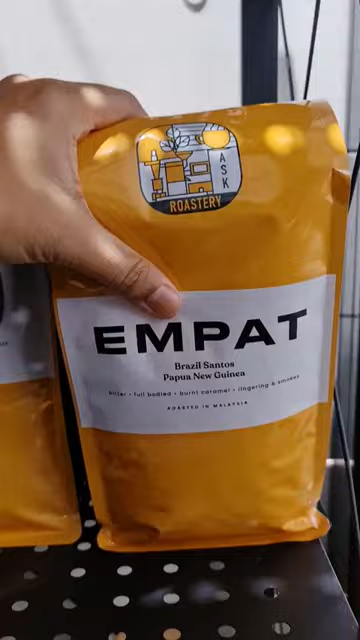 ASK
ROASTERY
EMPAT
Brazil Santos
Papua New Guinea
bitter • full bodied • burnt caramel • lingering & smokey
ROASTED IN MALAYSIA